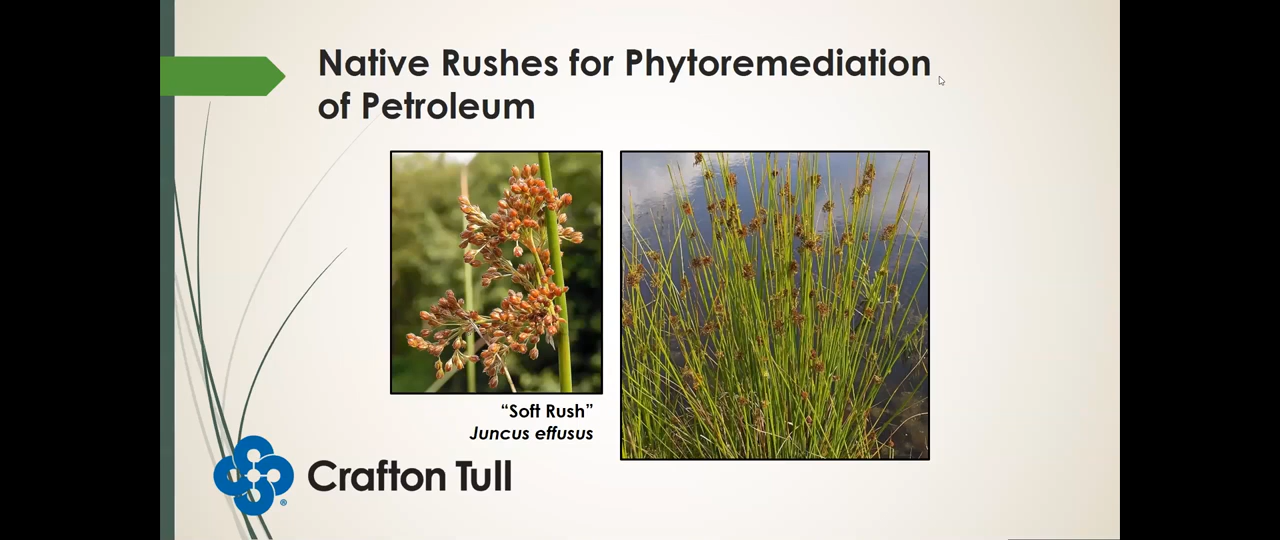 Native Rushes for Phytoremediation
of Petroleum
“Soft Rush”
Juncus effusus
Crafton Tull
®